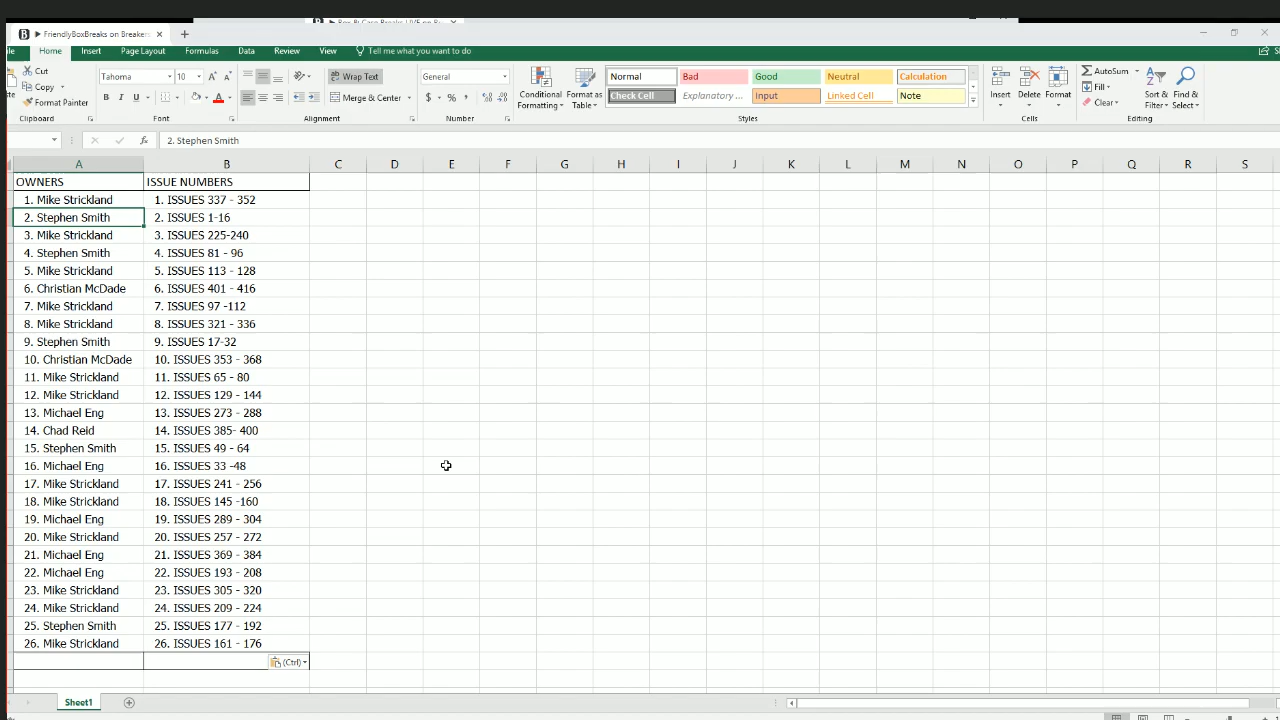 FriendlyBoxBreaks on Breakers
Home Insert Page Layout Formulas Data Review View Tell me what you want to do
Cut
Copy
Format Painter
Clipboard
Tahoma 10
B I U
Font
Wrap Text
Merge & Center
Alignment
General
$ % ,
Number
Conditional Formatting
Format as Table
Normal Bad Good Neutral Calculation
Check Cell Explanatory ... Input Linked Cell Note
Styles
Insert Delete Format
Cells
AutoSum
Fill
Clear
Sort & Filter
Find & Select
Editing
fx 2. Stephen Smith
A B C D E F G H I J K L M N O P Q R S
OWNERS ISSUE NUMBERS
1. Mike Strickland 1. ISSUES 337 - 352
2. Stephen Smith 2. ISSUES 1-16
3. Mike Strickland 3. ISSUES 225-240
4. Stephen Smith 4. ISSUES 81 - 96
5. Mike Strickland 5. ISSUES 113 - 128
6. Christian McDade 6. ISSUES 401 - 416
7. Mike Strickland 7. ISSUES 97 -112
8. Mike Strickland 8. ISSUES 321 - 336
9. Stephen Smith 9. ISSUES 17-32
10. Christian McDade 10. ISSUES 353 - 368
11. Mike Strickland 11. ISSUES 65 - 80
12. Mike Strickland 12. ISSUES 129 - 144
13. Michael Eng 13. ISSUES 273 - 288
14. Chad Reid 14. ISSUES 385- 400
15. Stephen Smith 15. ISSUES 49 - 64
16. Michael Eng 16. ISSUES 33 -48
17. Mike Strickland 17. ISSUES 241 - 256
18. Mike Strickland 18. ISSUES 145 -160
19. Michael Eng 19. ISSUES 289 - 304
20. Mike Strickland 20. ISSUES 257 - 272
21. Michael Eng 21. ISSUES 369 - 384
22. Michael Eng 22. ISSUES 193 - 208
23. Mike Strickland 23. ISSUES 305 - 320
24. Mike Strickland 24. ISSUES 209 - 224
25. Stephen Smith 25. ISSUES 177 - 192
26. Mike Strickland 26. ISSUES 161 - 176
(Ctrl)
Sheet1